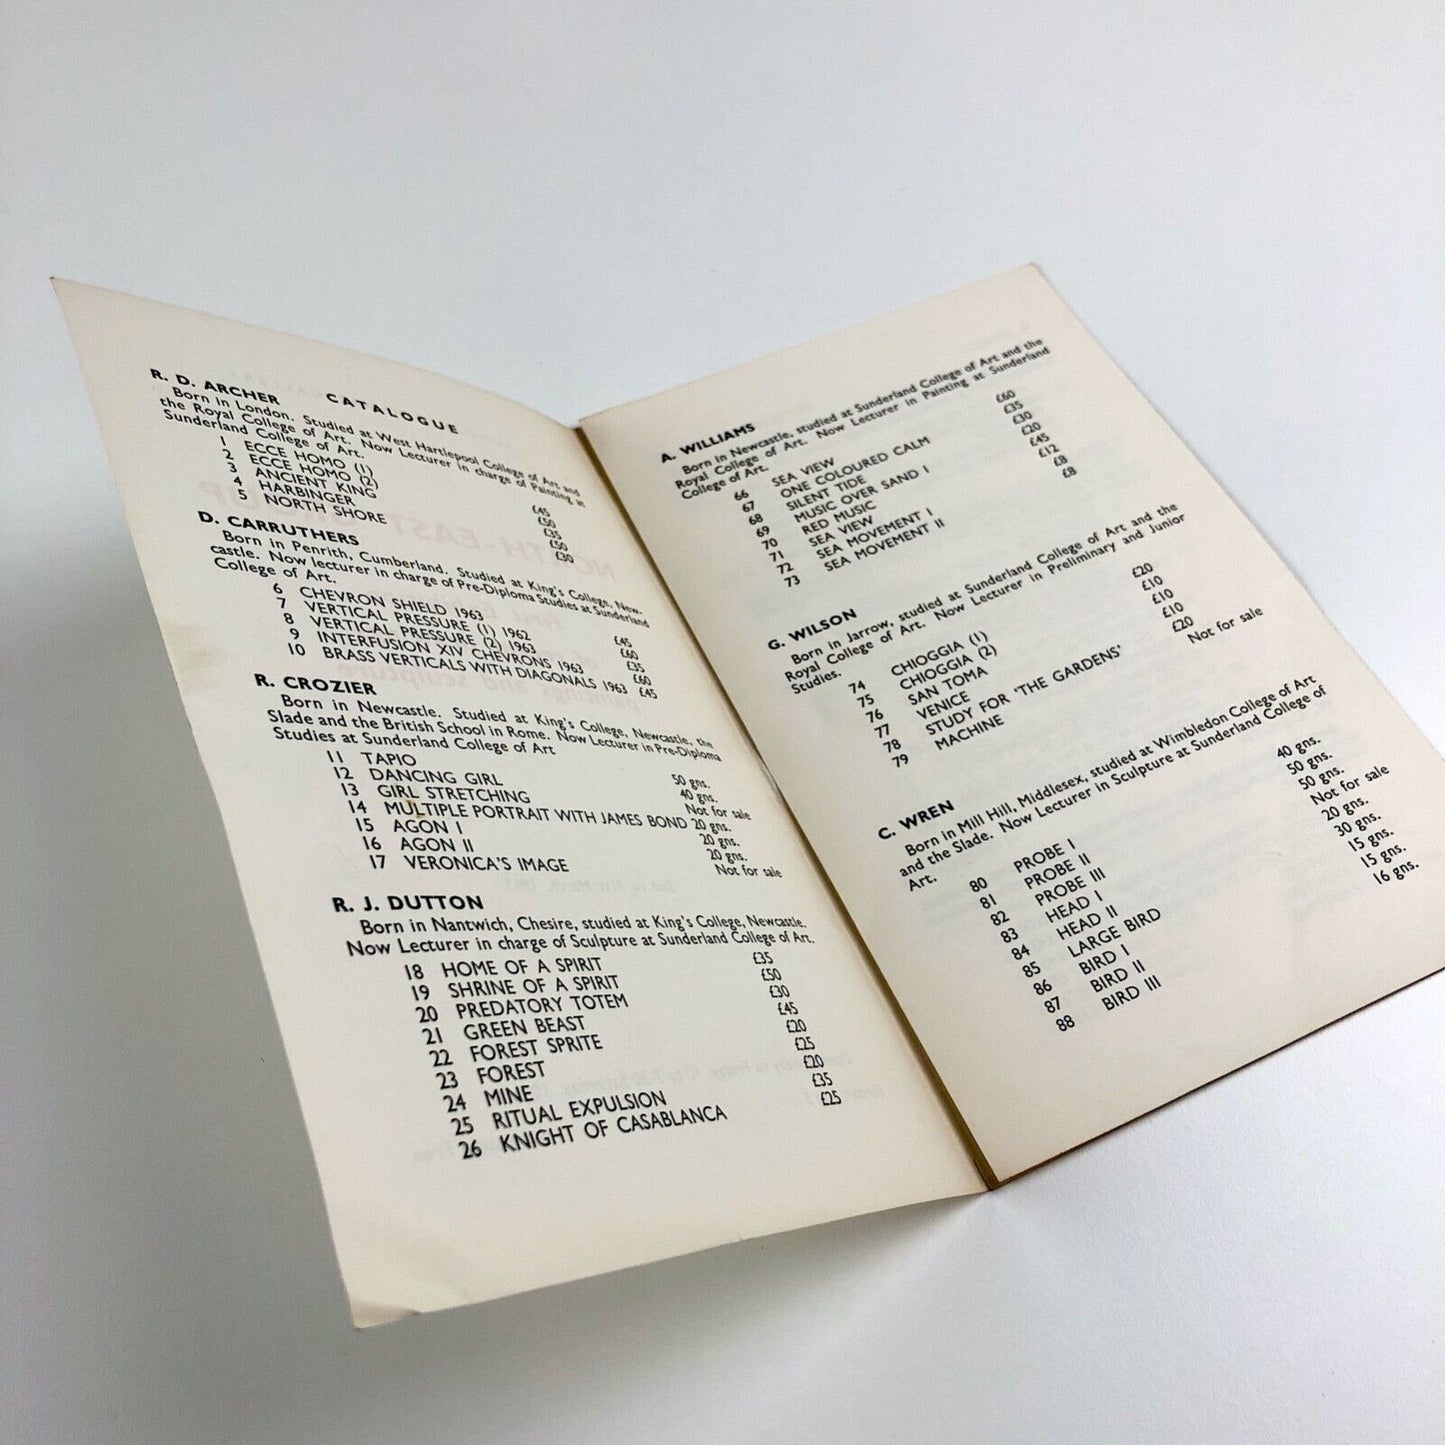 CATALOGUE
R. D. ARCHER
Born in London. Studied at West Hartlepool College of Art and
the Royal College of Art. Now Lecturer in charge of Painting at
Sunderland College of Art.
1 ECCE HOMO (1) £45
2 ECCE HOMO (2) £50
3 ANCIENT KING £35
4 HARBINGER £50
5 NORTH SHORE £30
D. CARRUTHERS
Born in Penrith, Cumberland. Studied at King's College, New-
castle. Now lecturer in charge of Pre-Diploma Studies at Sunderland
College of Art.
6 CHEVRON SHIELD 1963 £45
7 VERTICAL PRESSURE (1) 1962 £60
8 VERTICAL PRESSURE (2) 1963 £35
9 INTERFUSION XIV CHEVRONS 1963 £60
10 BRASS VERTICALS WITH DIAGONALS 1963 £45
R. CROZIER
Born in Newcastle. Studied at King's College, Newcastle, the
Slade and the British School in Rome. Now Lecturer in Pre-Diploma
Studies at Sunderland College of Art
11 TAPIO 50 gns.
12 DANCING GIRL 40 gns.
13 GIRL STRETCHING Not for sale
14 MULTIPLE PORTRAIT WITH JAMES BOND 20 gns.
15 AGON I 20 gns.
16 AGON II 20 gns.
17 VERONICA'S IMAGE Not for sale
R. J. DUTTON
Born in Nantwich, Chesire, studied at King's College, Newcastle.
Now Lecturer in charge of Sculpture at Sunderland College of Art.
18 HOME OF A SPIRIT £35
19 SHRINE OF A SPIRIT £50
20 PREDATORY TOTEM £30
21 GREEN BEAST £45
22 FOREST SPRITE £20
23 FOREST £25
24 MINE £20
25 RITUAL EXPULSION £35
26 KNIGHT OF CASABLANCA £25
A. WILLIAMS
Born in Newcastle, studied at Sunderland College of Art and the
Royal College of Art. Now Lecturer in Painting at Sunderland
College of Art.
66 SEA VIEW £60
67 ONE COLOURED CALM £35
68 SILENT TIDE £30
69 MUSIC OVER SAND I £20
70 RED MUSIC £45
71 SEA VIEW £12
72 SEA MOVEMENT I £8
73 SEA MOVEMENT II £8
G. WILSON
Born in Jarrow, studied at Sunderland College of Art and the
Royal College of Art. Now Lecturer in Preliminary and Junior
Studies.
74 CHIOGGIA (1) £20
75 CHIOGGIA (2) £10
76 SAN TOMA £10
77 VENICE £10
78 STUDY FOR 'THE GARDENS' £20
79 MACHINE Not for sale
C. WREN
Born in Mill Hill, Middlesex, studied at Wimbledon College of Art
and the Slade. Now Lecturer in Sculpture at Sunderland College of
Art.
80 PROBE I 40 gns.
81 PROBE II 50 gns.
82 PROBE III 50 gns.
83 HEAD I Not for sale
84 HEAD II 20 gns.
85 LARGE BIRD 30 gns.
86 BIRD I 15 gns.
87 BIRD II 15 gns.
88 BIRD III 16 gns.